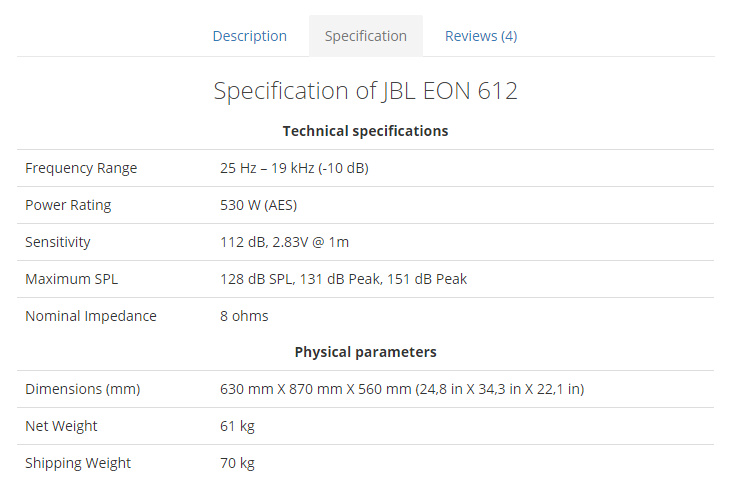 Description Specification Reviews (4)
Specification of JBL EON 612
Technical specifications
Frequency Range 25 Hz – 19 kHz (-10 dB)
Power Rating 530 W (AES)
Sensitivity 112 dB, 2.83V @ 1m
Maximum SPL 128 dB SPL, 131 dB Peak, 151 dB Peak
Nominal Impedance 8 ohms
Physical parameters
Dimensions (mm) 630 mm X 870 mm X 560 mm (24,8 in X 34,3 in X 22,1 in)
Net Weight 61 kg
Shipping Weight 70 kg